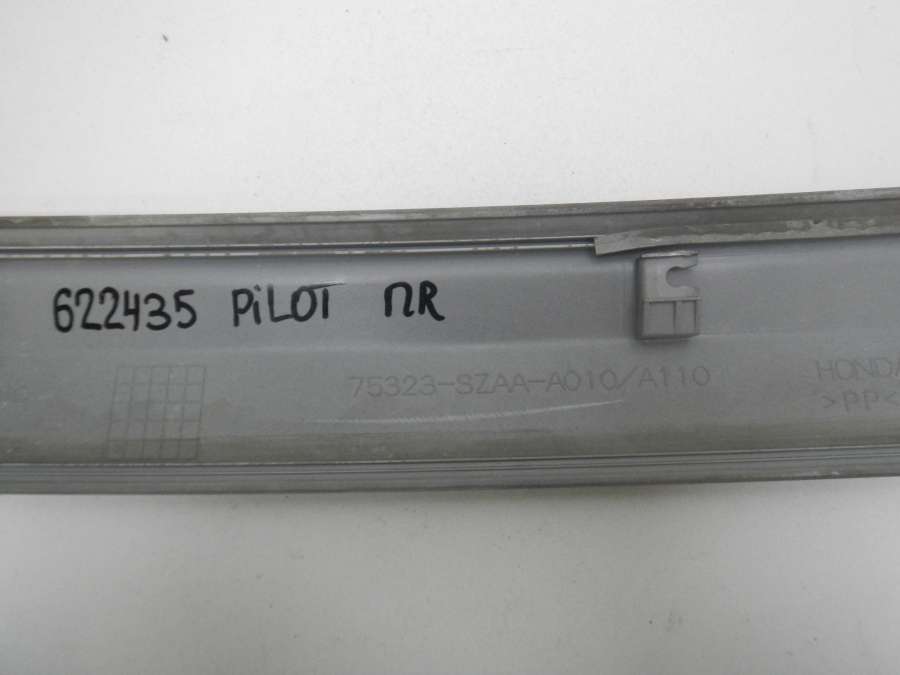 622435 PiLOT ПR
75323-SZAA-A010/A110
HONDA
>PP<